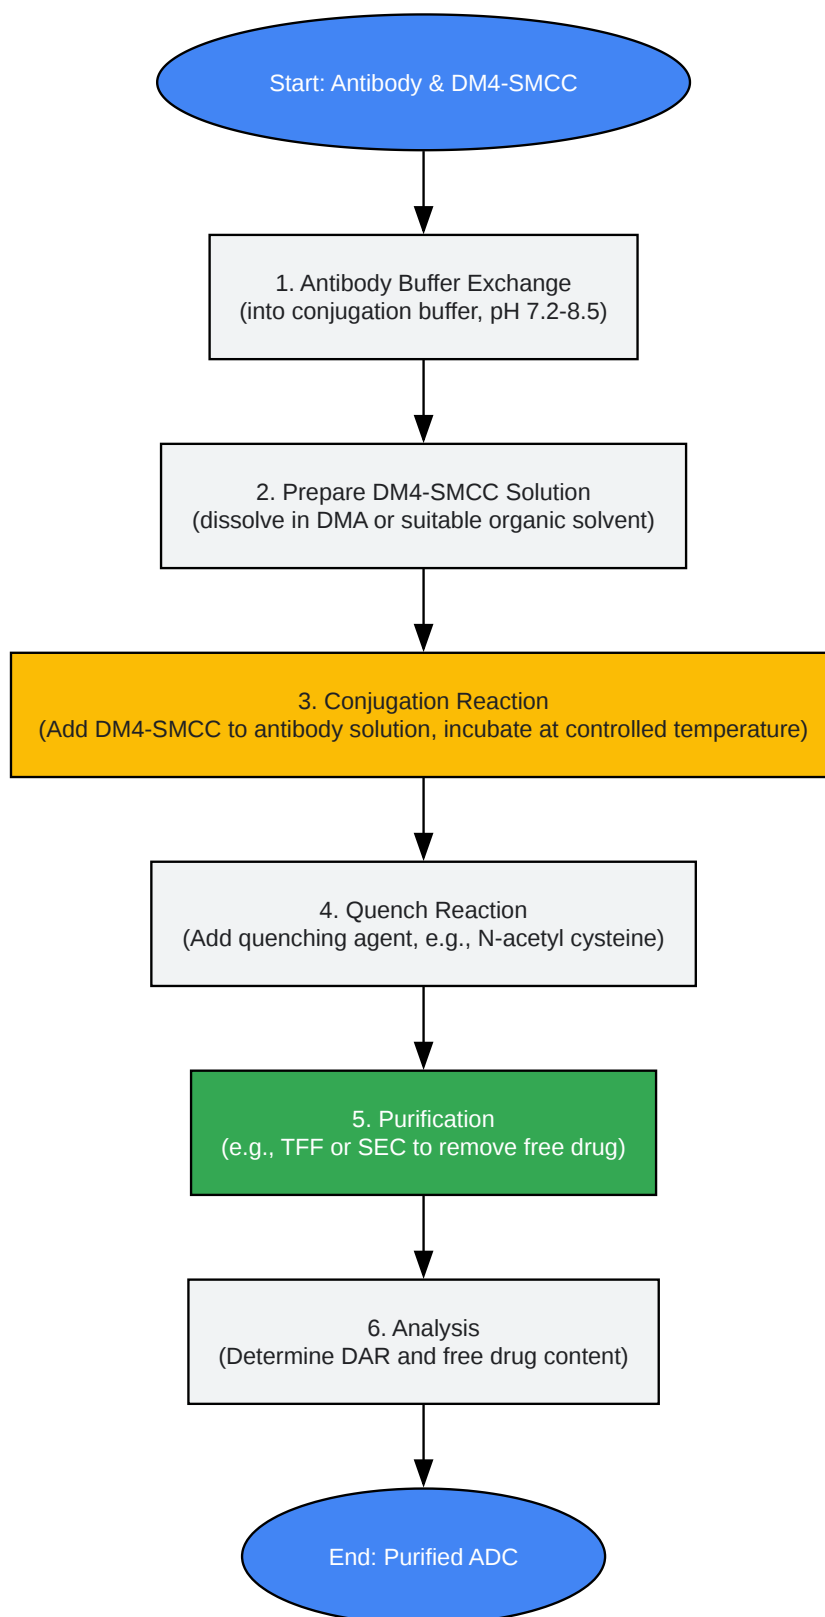 Start: Antibody & DM4-SMCC
1. Antibody Buffer Exchange
(into conjugation buffer, pH 7.2-8.5)
2. Prepare DM4-SMCC Solution
(dissolve in DMA or suitable organic solvent)
3. Conjugation Reaction
(Add DM4-SMCC to antibody solution, incubate at controlled temperature)
4. Quench Reaction
(Add quenching agent, e.g., N-acetyl cysteine)
5. Purification
(e.g., TFF or SEC to remove free drug)
6. Analysis
(Determine DAR and free drug content)
End: Purified ADC